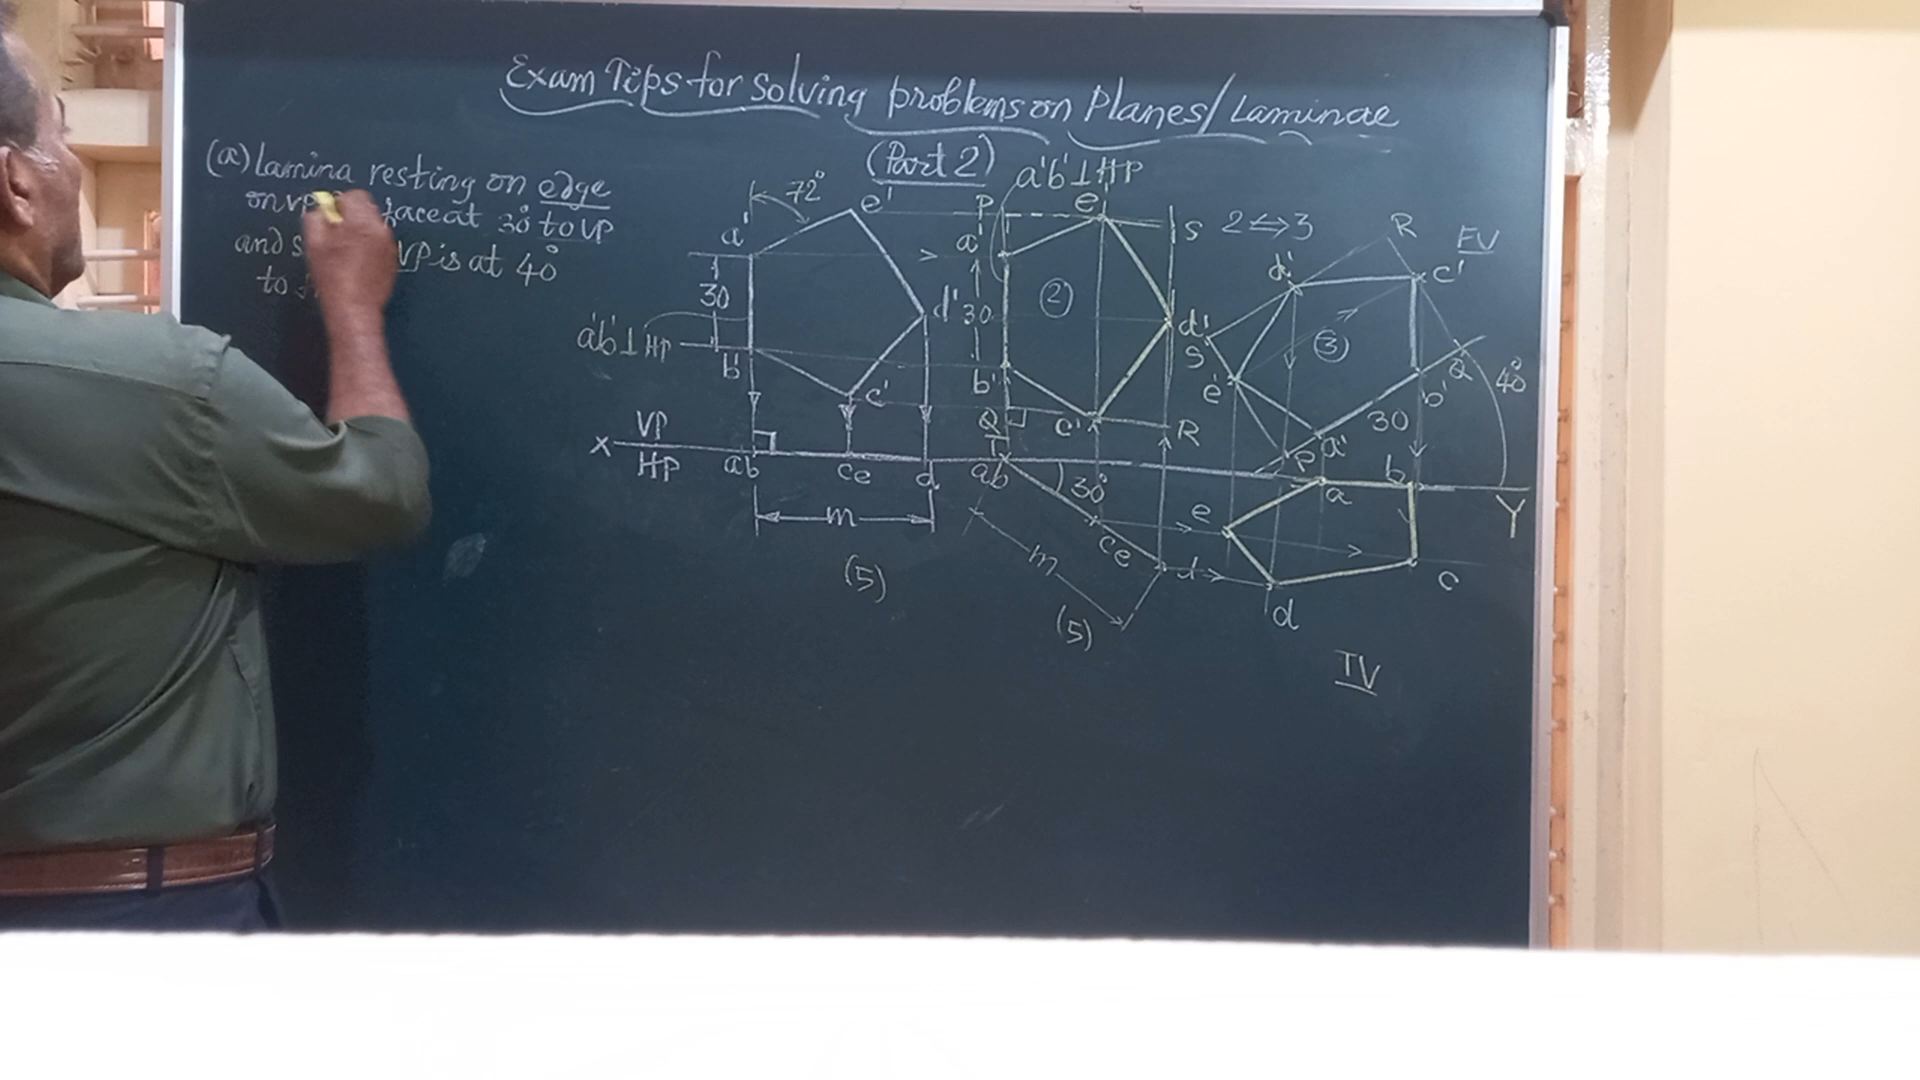 Exam Tips for solving problems on Planes/Laminae
(Part 2)
(a) Lamina resting on edge
on VP face at 30° to VP
and VP is at 40°
to
72°
a'
e'
30
a'b' ⊥ HP
b'
d'
c'
X
VP
HP
ab
ce
d
m
(5)
a'b' ⊥ HP
P
e'
S
a'
30
2
d'
b'
Q
c'
R
ab
30°
ce
d
m
(5)
2 ⇔ 3
R
FV
d'
c'
S
3
e'
Q
40°
b'
30
a'
P
a
b
Y
e
c
d
TV